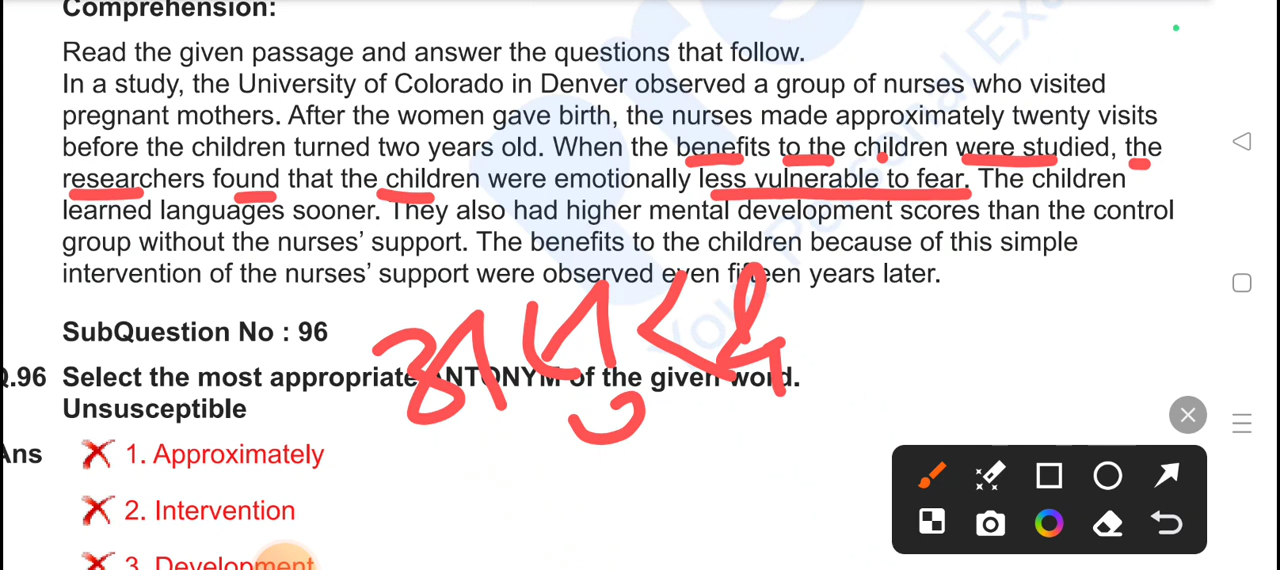 Comprehension:
Read the given passage and answer the questions that follow.
In a study, the University of Colorado in Denver observed a group of nurses who visited
pregnant mothers. After the women gave birth, the nurses made approximately twenty visits
before the children turned two years old. When the benefits to the children were studied, the
researchers found that the children were emotionally less vulnerable to fear. The children
learned languages sooner. They also had higher mental development scores than the control
group without the nurses’ support. The benefits to the children because of this simple
intervention of the nurses’ support were observed even fifteen years later.
SubQuestion No : 96
Q.96 Select the most appropriate ANTONYM of the given word.
Unsusceptible
Ans 1. Approximately
2. Intervention
3. Development